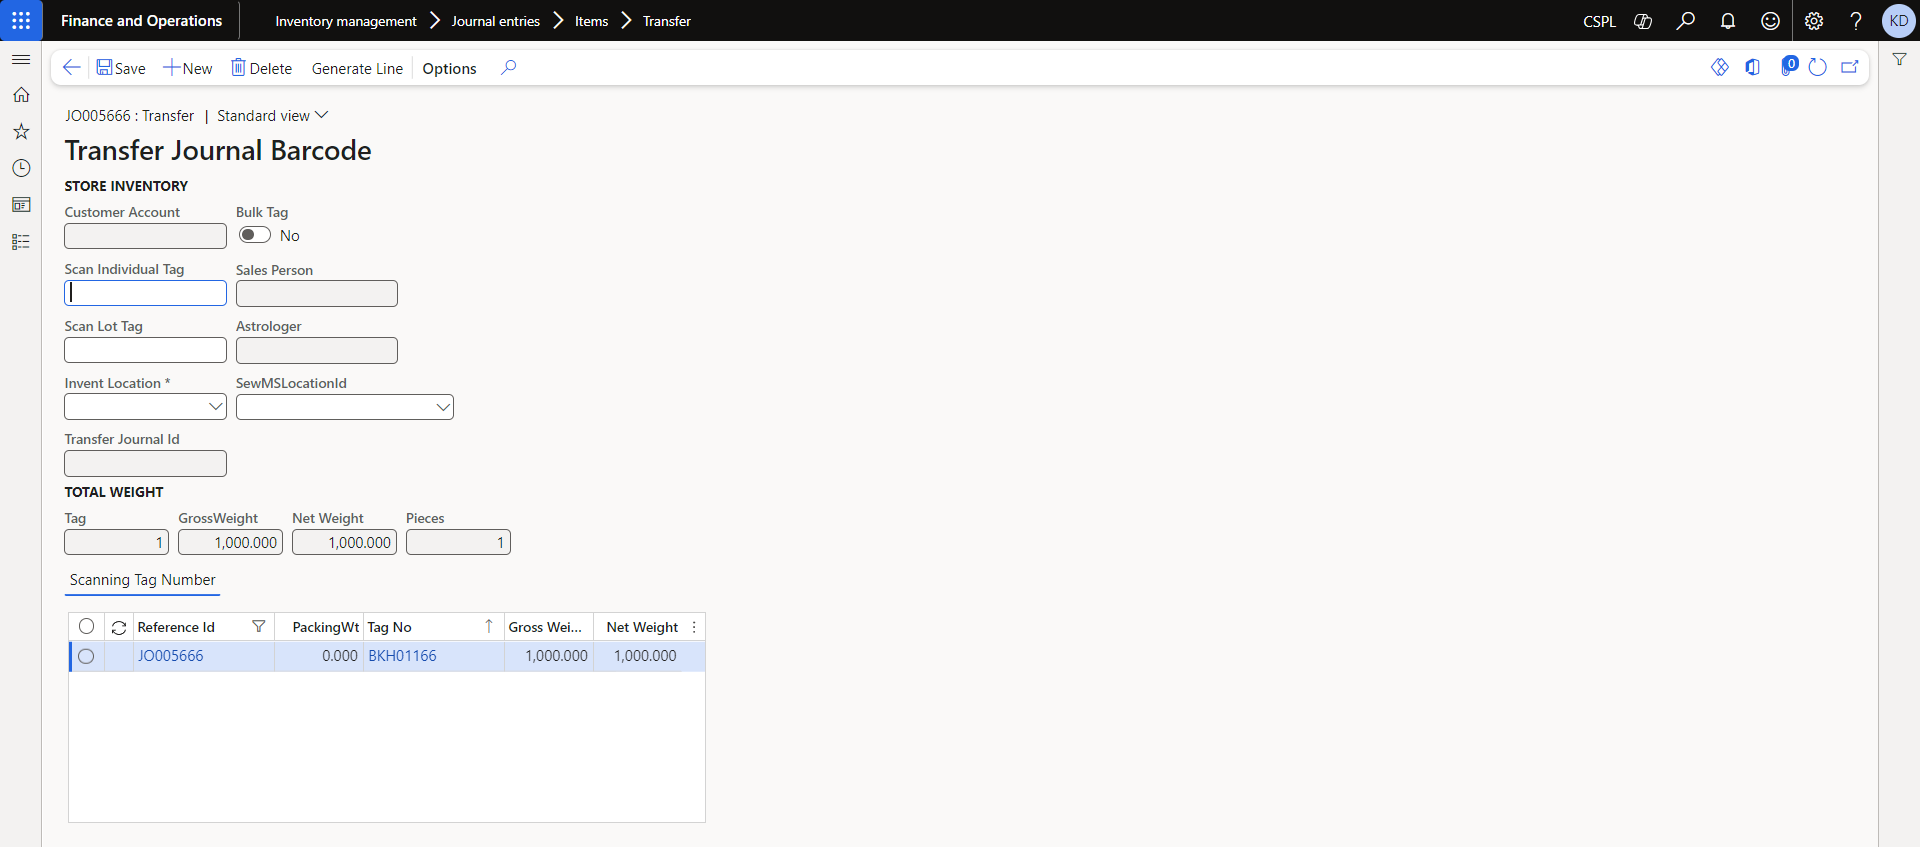 Finance and Operations
Inventory management > Journal entries > Items > Transfer
CSPL
KD
Save
New
Delete
Generate Line
Options
0
JO005666 : Transfer | Standard view
Transfer Journal Barcode
STORE INVENTORY
Customer Account
Bulk Tag
No
Scan Individual Tag
Sales Person
Scan Lot Tag
Astrologer
Invent Location *
SewMSLocationId
Transfer Journal Id
TOTAL WEIGHT
Tag GrossWeight Net Weight Pieces
1 1,000.000 1,000.000 1
Scanning Tag Number
Reference Id PackingWt Tag No Gross Wei... Net Weight
JO005666 0.000 BKH01166 1,000.000 1,000.000